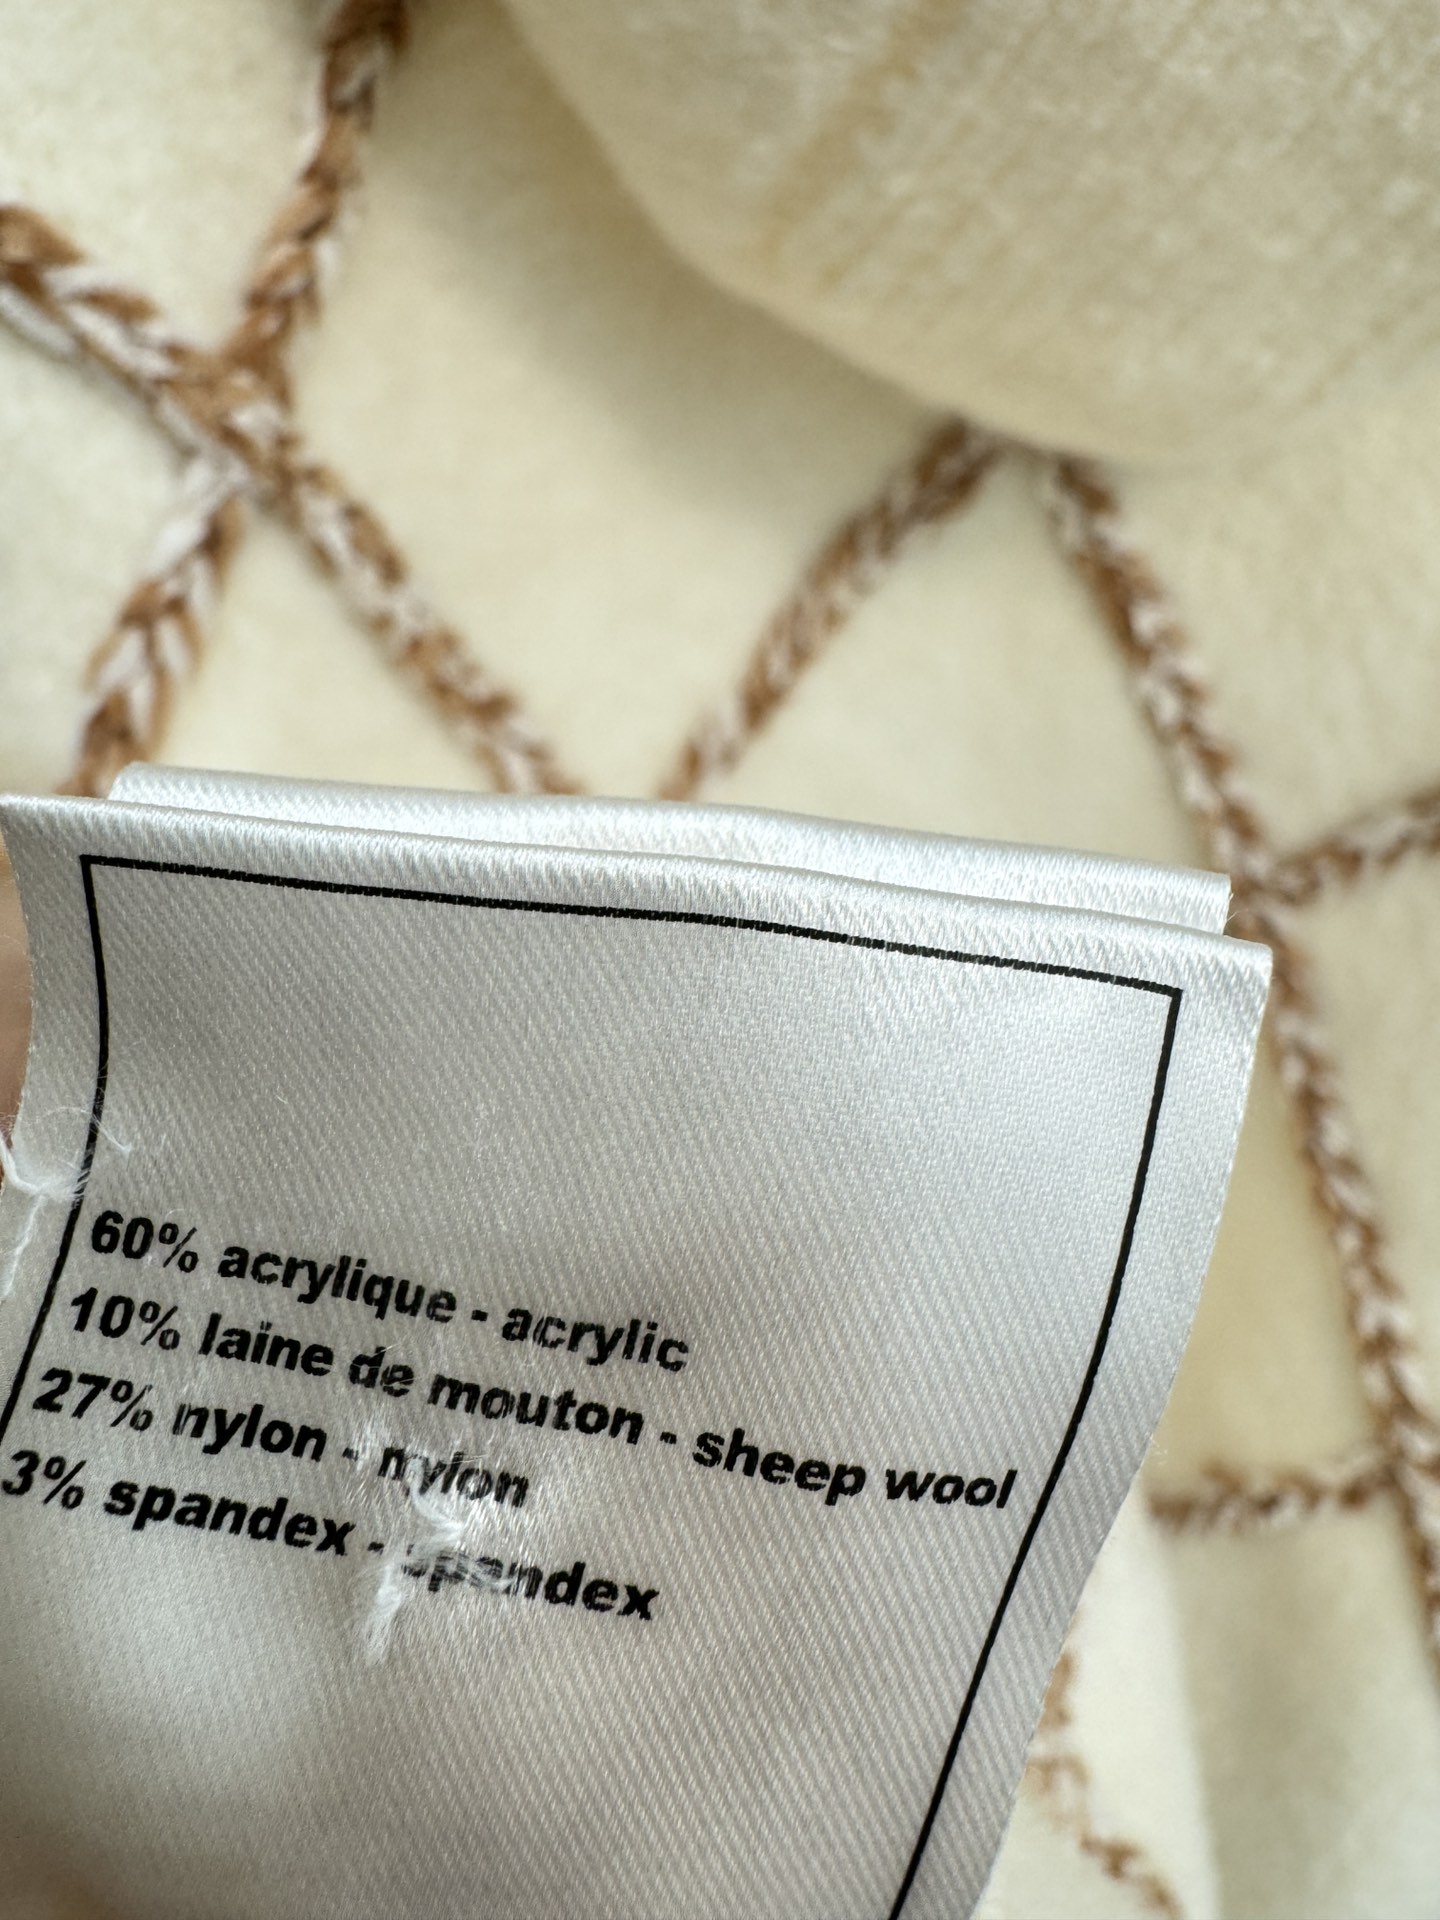 60% acrylique - acrylic
10% laine de mouton - sheep wool
27% nylon - nylon
3% spandex - spandex